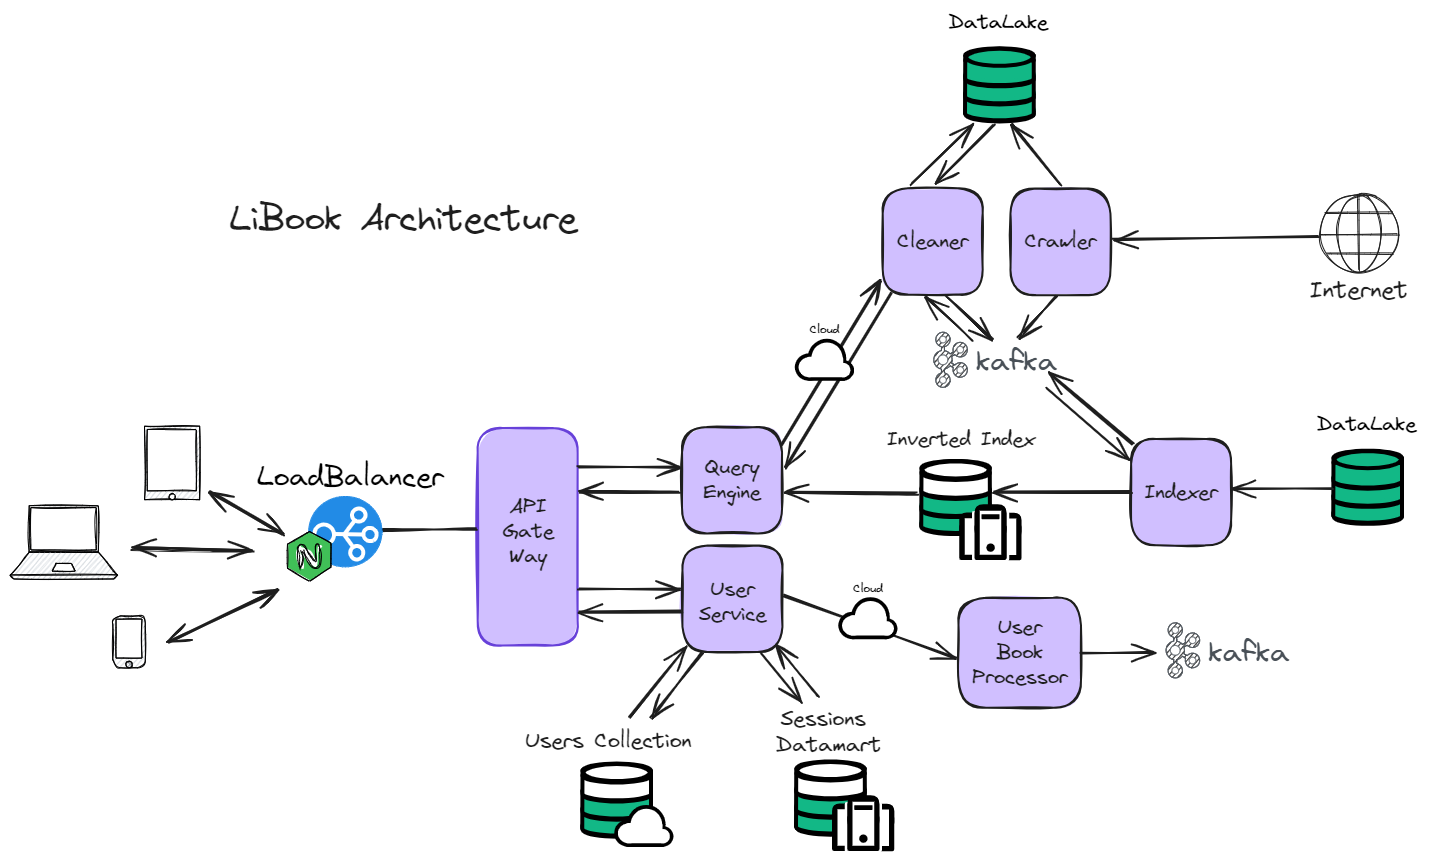 DataLake
LiBook Architecture
Cleaner
Crawler
Internet
Cloud
kafka
DataLake
Inverted Index
LoadBalancer
Query
Engine
Indexer
API
Gate
Way
N
User
Service
Cloud
User
Book
Processor
kafka
Users Collection
Sessions
Datamart